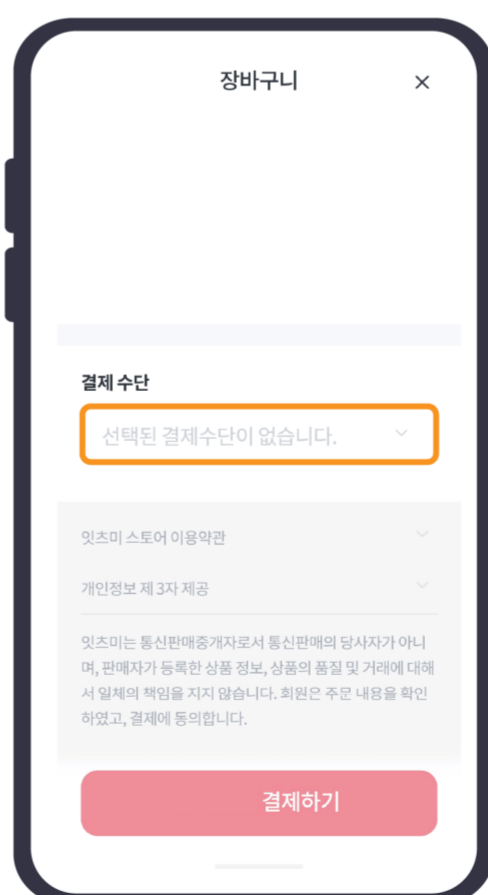 장바구니
결제 수단
선택된 결제수단이 없습니다.
잇츠미 스토어 이용약관
개인정보 제 3자 제공
잇츠미는 통신판매중개자로서 통신판매의 당사자가 아니
며, 판매자가 등록한 상품 정보, 상품의 품질 및 거래에 대해
서 일체의 책임을 지지 않습니다. 회원은 주문 내용을 확인
하였고, 결제에 동의합니다.
결제하기